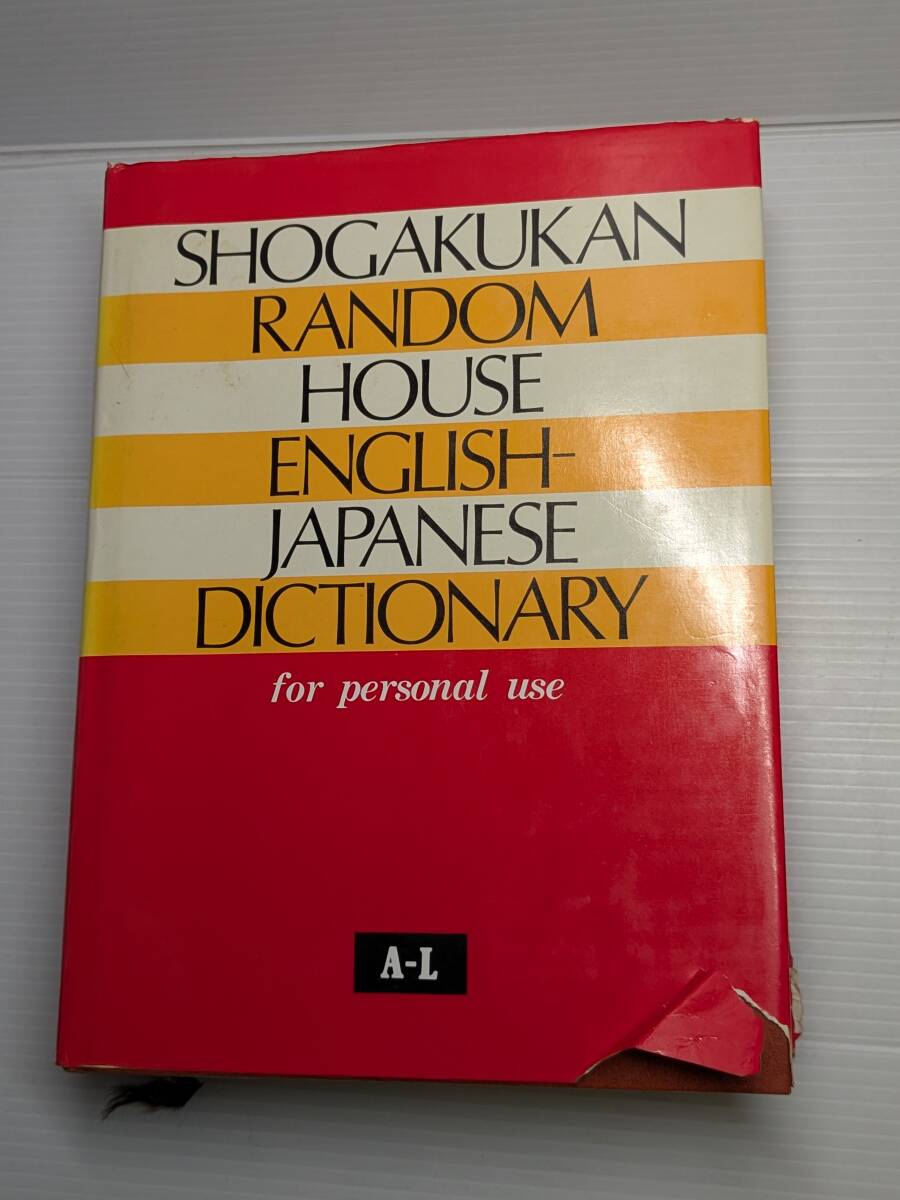 SHOGAKUKAN
RANDOM
HOUSE
ENGLISH-
JAPANESE
DICTIONARY
for personal use
A-L